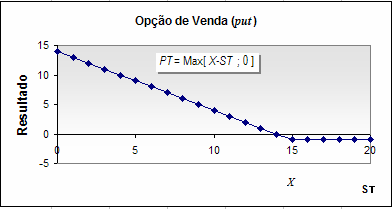 Opção de Venda (put)
PT = Max[ X-ST ; 0 ]
Resultado
15
10
5
0
-5
0 5 10 15 20
X
ST